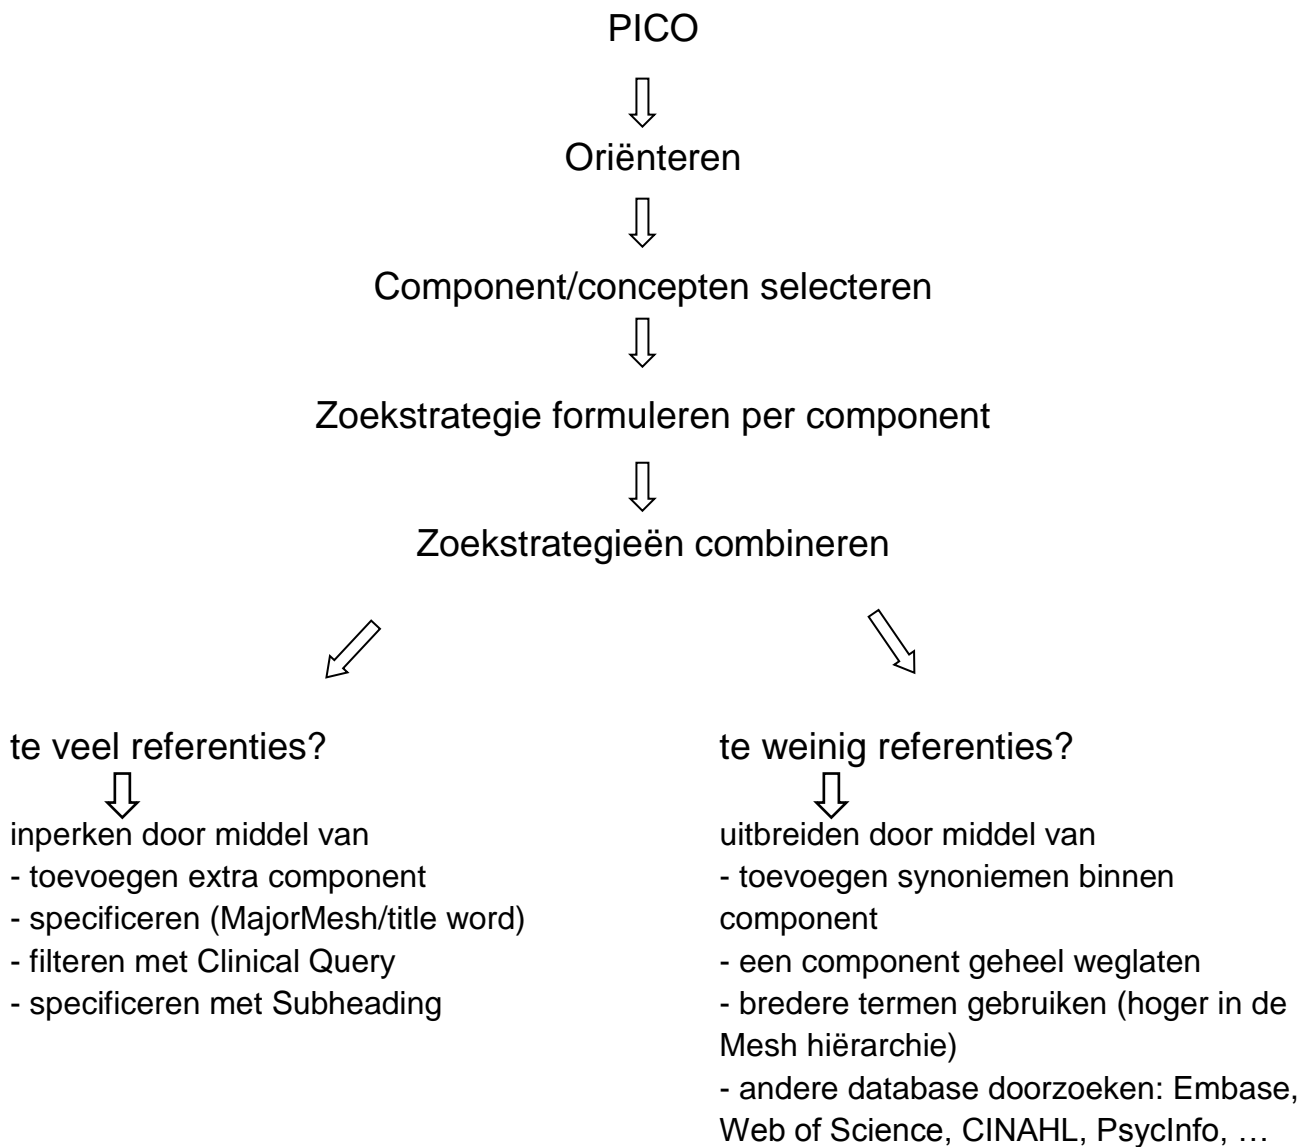 PICO
Oriënteren
Component/concepten selecteren
Zoekstrategie formuleren per component
Zoekstrategieën combineren
te veel referenties?
inperken door middel van
- toevoegen extra component
- specificeren (MajorMesh/title word)
- filteren met Clinical Query
- specificeren met Subheading
te weinig referenties?
uitbreiden door middel van
- toevoegen synoniemen binnen
component
- een component geheel weglaten
- bredere termen gebruiken (hoger in de
Mesh hiërarchie)
- andere database doorzoeken: Embase,
Web of Science, CINAHL, PsycInfo, …